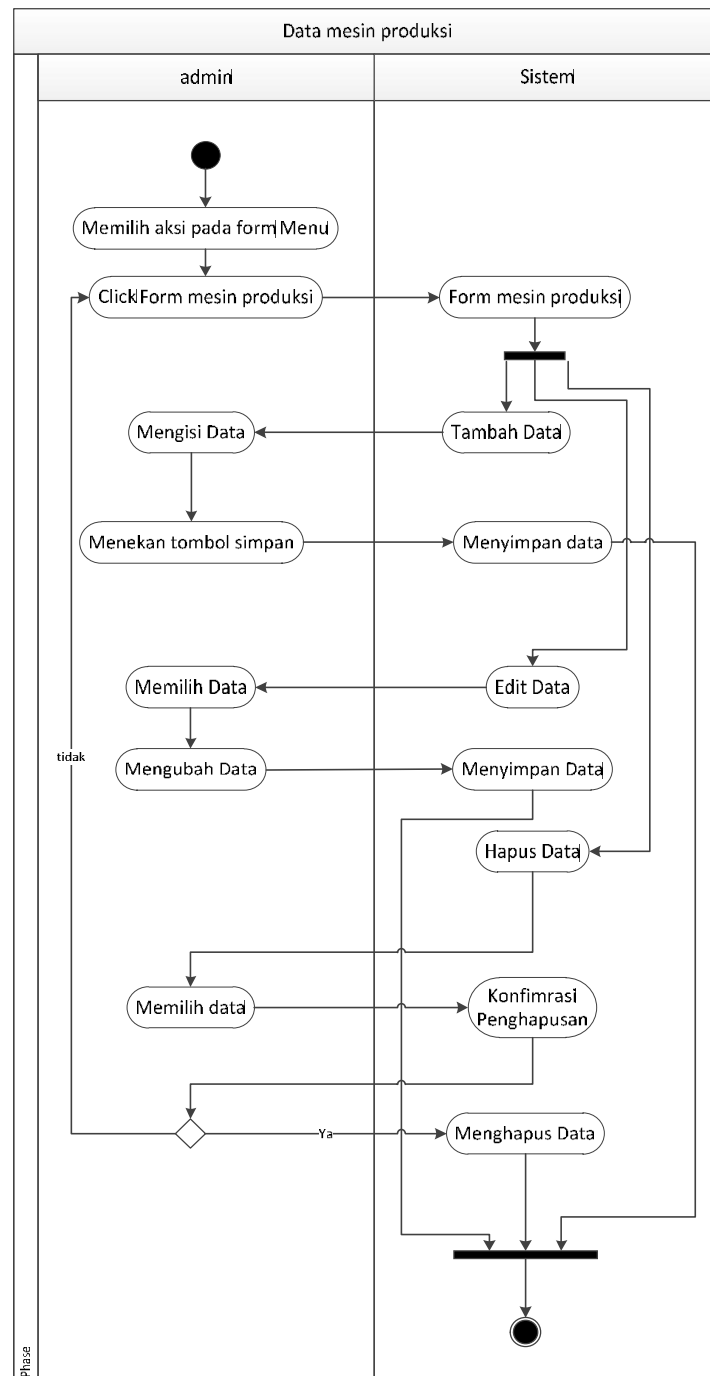 Data mesin produksi
admin
Sistem
Memilih aksi pada form Menu
Click Form mesin produksi
Form mesin produksi
Mengisi Data
Tambah Data
Menekan tombol simpan
Menyimpan data
Memilih Data
Edit Data
tidak
Mengubah Data
Menyimpan Data
Hapus Data
Memilih data
Konfimrasi
Penghapusan
Ya
Menghapus Data
Phase